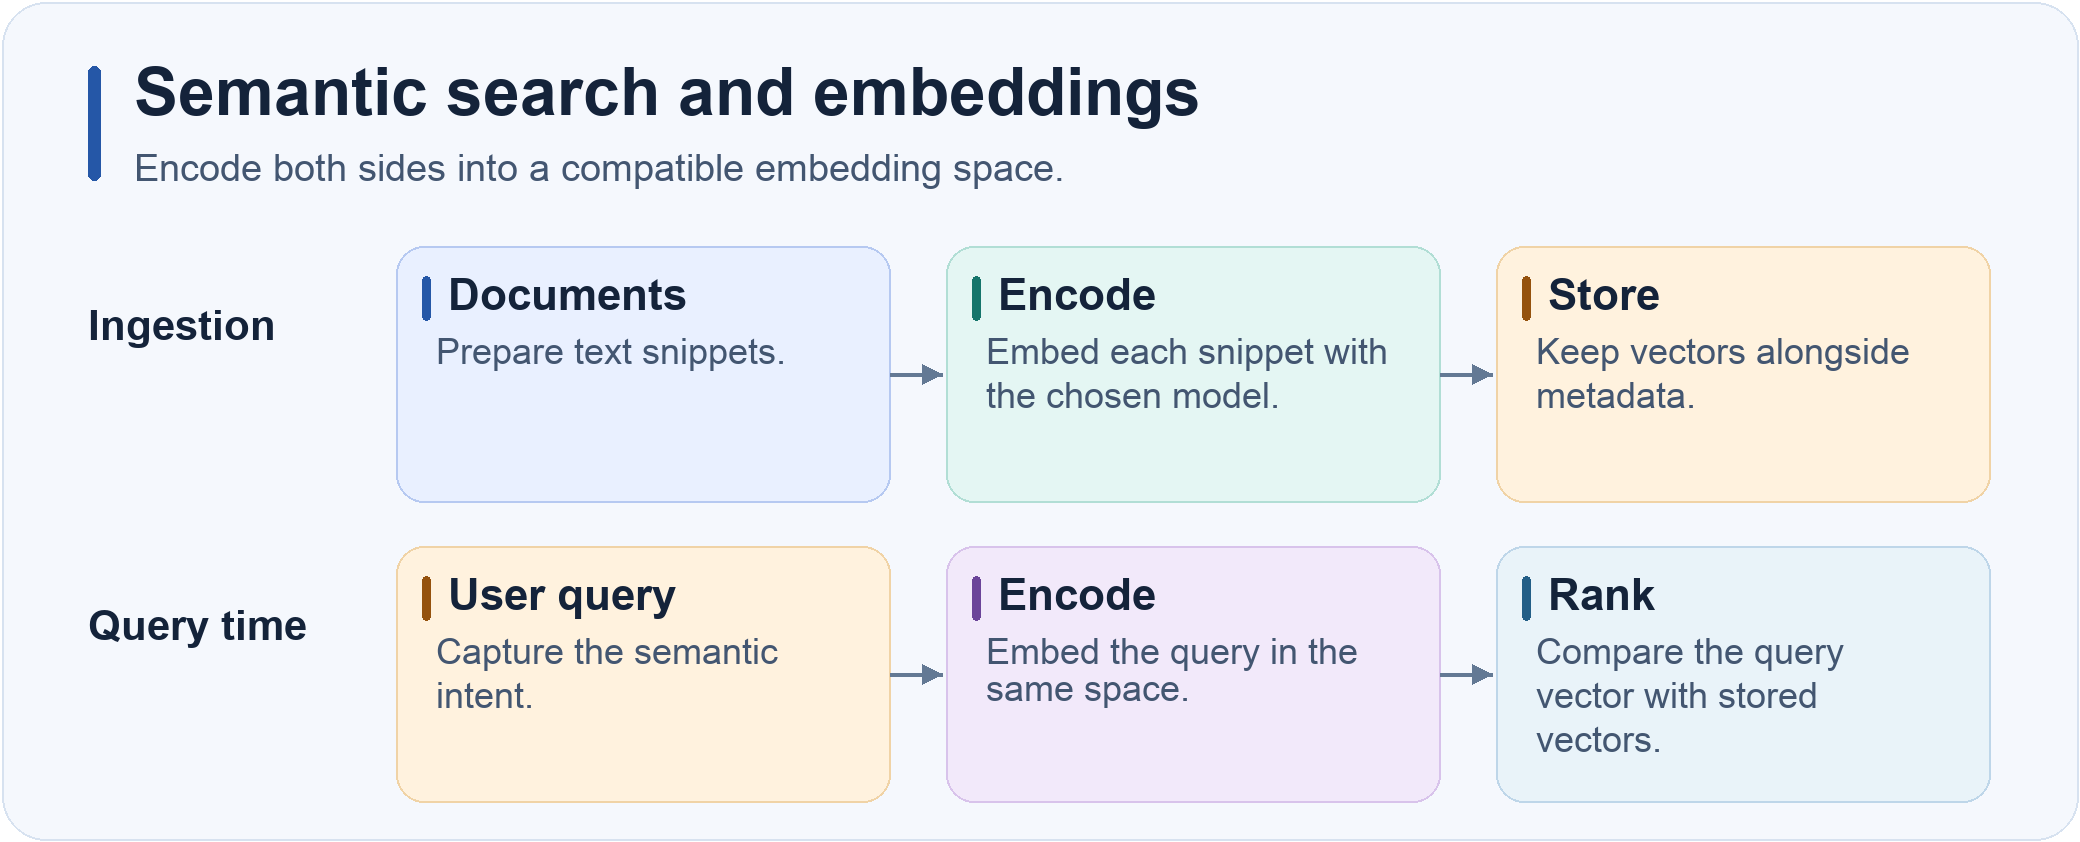 Semantic search and embeddings
Encode both sides into a compatible embedding space.
Ingestion
Documents
Prepare text snippets.
Encode
Embed each snippet with
the chosen model.
Store
Keep vectors alongside
metadata.
Query time
User query
Capture the semantic
intent.
Encode
Embed the query in the
same space.
Rank
Compare the query
vector with stored
vectors.